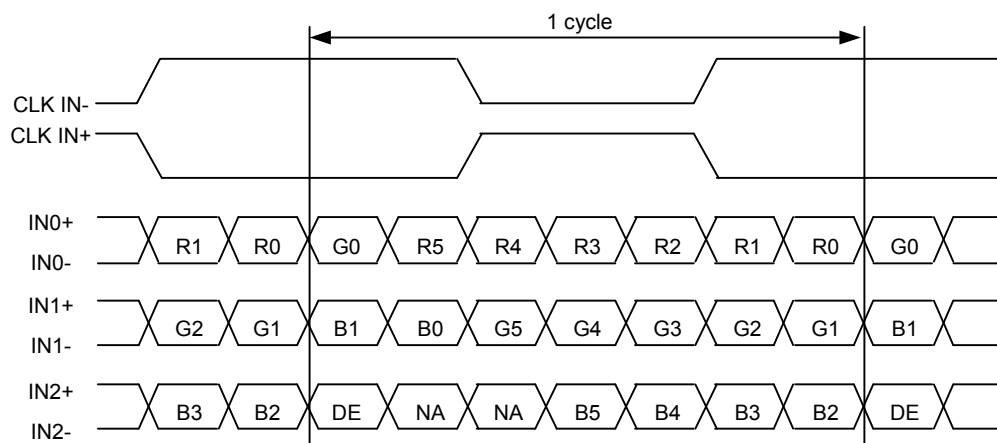 1 cycle
CLK IN-
CLK IN+
IN0+
R1 R0 G0 R5 R4 R3 R2 R1 R0 G0
IN0-
IN1+
G2 G1 B1 B0 G5 G4 G3 G2 G1 B1
IN1-
IN2+
B3 B2 DE NA NA B5 B4 B3 B2 DE
IN2-